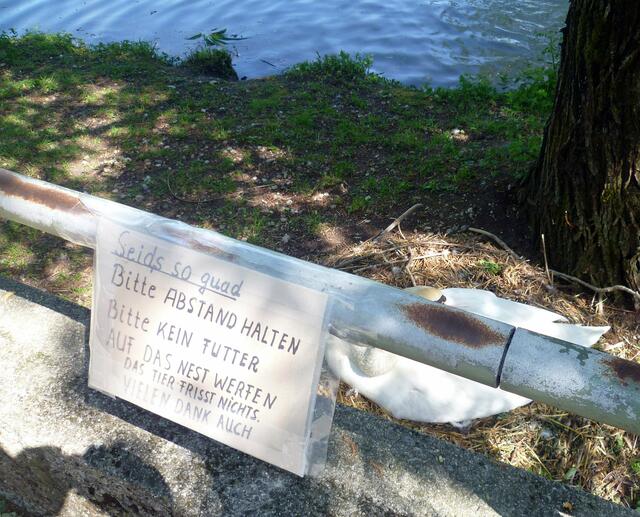 Seids so guad
Bitte ABSTAND HALTEN
Bitte KEIN FUTTER
AUF DAS NEST WERFEN
DAS TIER FRISST NICHTS.
VIELEN DANK AUCH